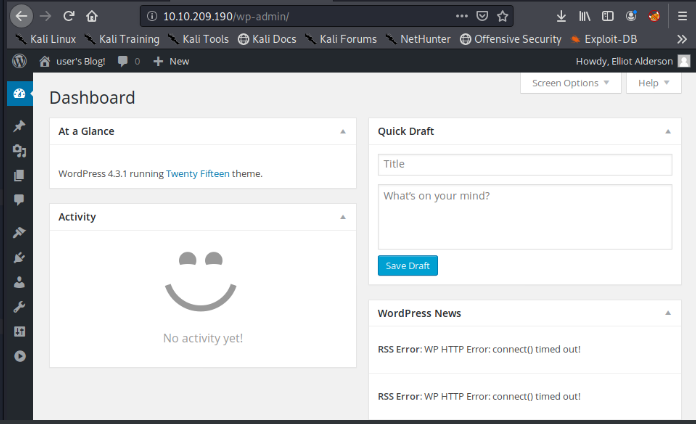 10.10.209.190/wp-admin/
Kali Linux Kali Training Kali Tools Kali Docs Kali Forums NetHunter Offensive Security Exploit-DB
user's Blog! 0 + New Howdy, Elliot Alderson
Screen Options Help
Dashboard
At a Glance
WordPress 4.3.1 running Twenty Fifteen theme.
Activity
No activity yet!
Quick Draft
Title
What's on your mind?
Save Draft
WordPress News
RSS Error: WP HTTP Error: connect() timed out!
RSS Error: WP HTTP Error: connect() timed out!